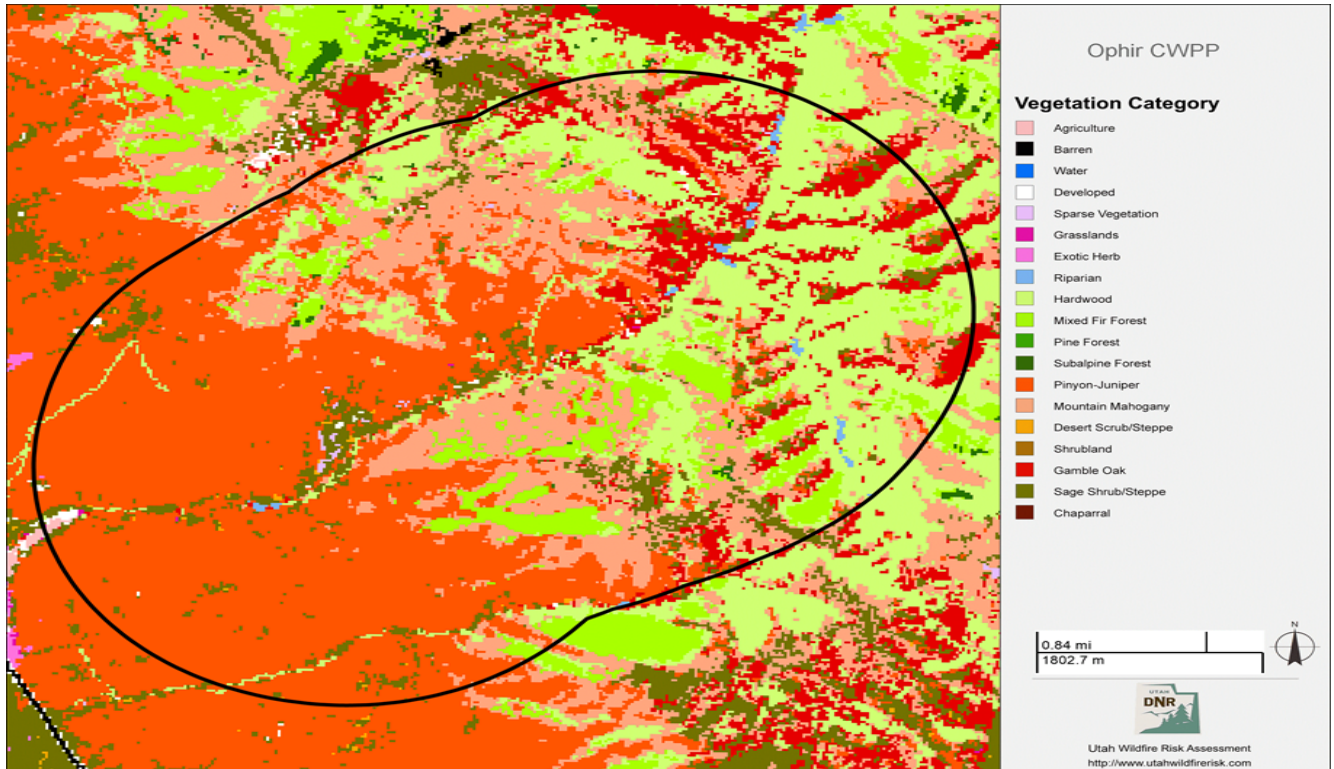 Ophir CWPP
Vegetation Category
Agriculture
Barren
Water
Developed
Sparse Vegetation
Grasslands
Exotic Herb
Riparian
Hardwood
Mixed Fir Forest
Pine Forest
Subalpine Forest
Pinyon-Juniper
Mountain Mahogany
Desert Scrub/Steppe
Shrubland
Gamble Oak
Sage Shrub/Steppe
Chaparral
N
0.84 mi
1802.7 m
UTAH
DNR
Utah Wildfire Risk Assessment
http://www.utahwildfirerisk.com